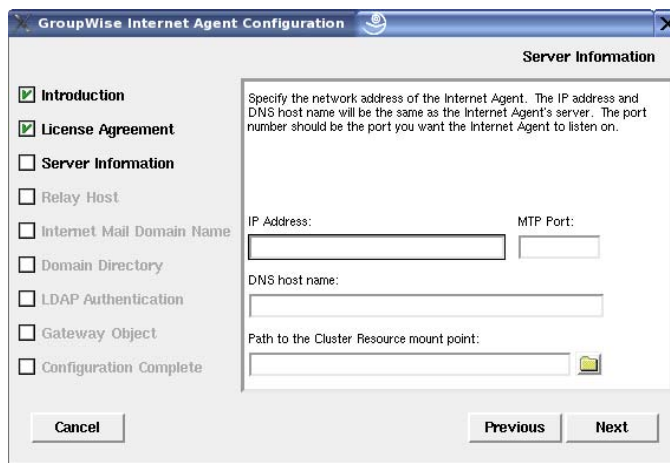 GroupWise Internet Agent Configuration
Server Information
Introduction
License Agreement
Server Information
Relay Host
Internet Mail Domain Name
Domain Directory
LDAP Authentication
Gateway Object
Configuration Complete
Specify the network address of the Internet Agent. The IP address and
DNS host name will be the same as the Internet Agent's server. The port
number should be the port you want the Internet Agent to listen on.
IP Address:
MTP Port:
DNS host name:
Path to the Cluster Resource mount point:
Cancel
Previous
Next